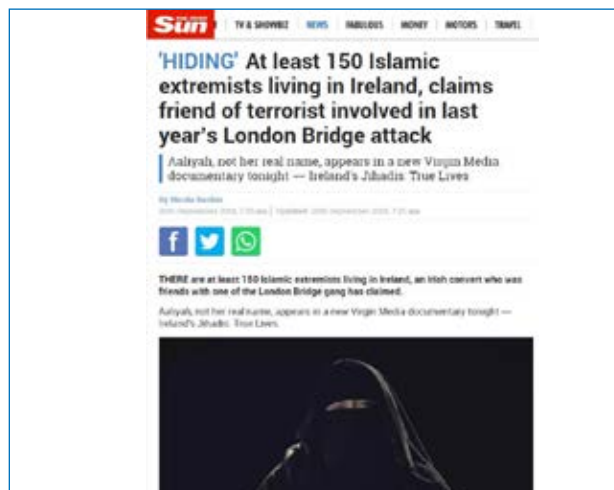 THE IRISH
Sun
TV & SHOWBIZ NEWS FABULOUS MONEY MOTORS TRAVEL
'HIDING' At least 150 Islamic
extremists living in Ireland, claims
friend of terrorist involved in last
year's London Bridge attack
Aaliyah, not her real name, appears in a new Virgin Media
documentary tonight — Ireland's Jihadis: True Lives
By
THERE are at least 150 Islamic extremists living in Ireland, an Irish convert who was
friends with one of the London Bridge gang has claimed.
Aaliyah, not her real name, appears in a new Virgin Media documentary tonight —
Ireland's Jihadis: True Lives.